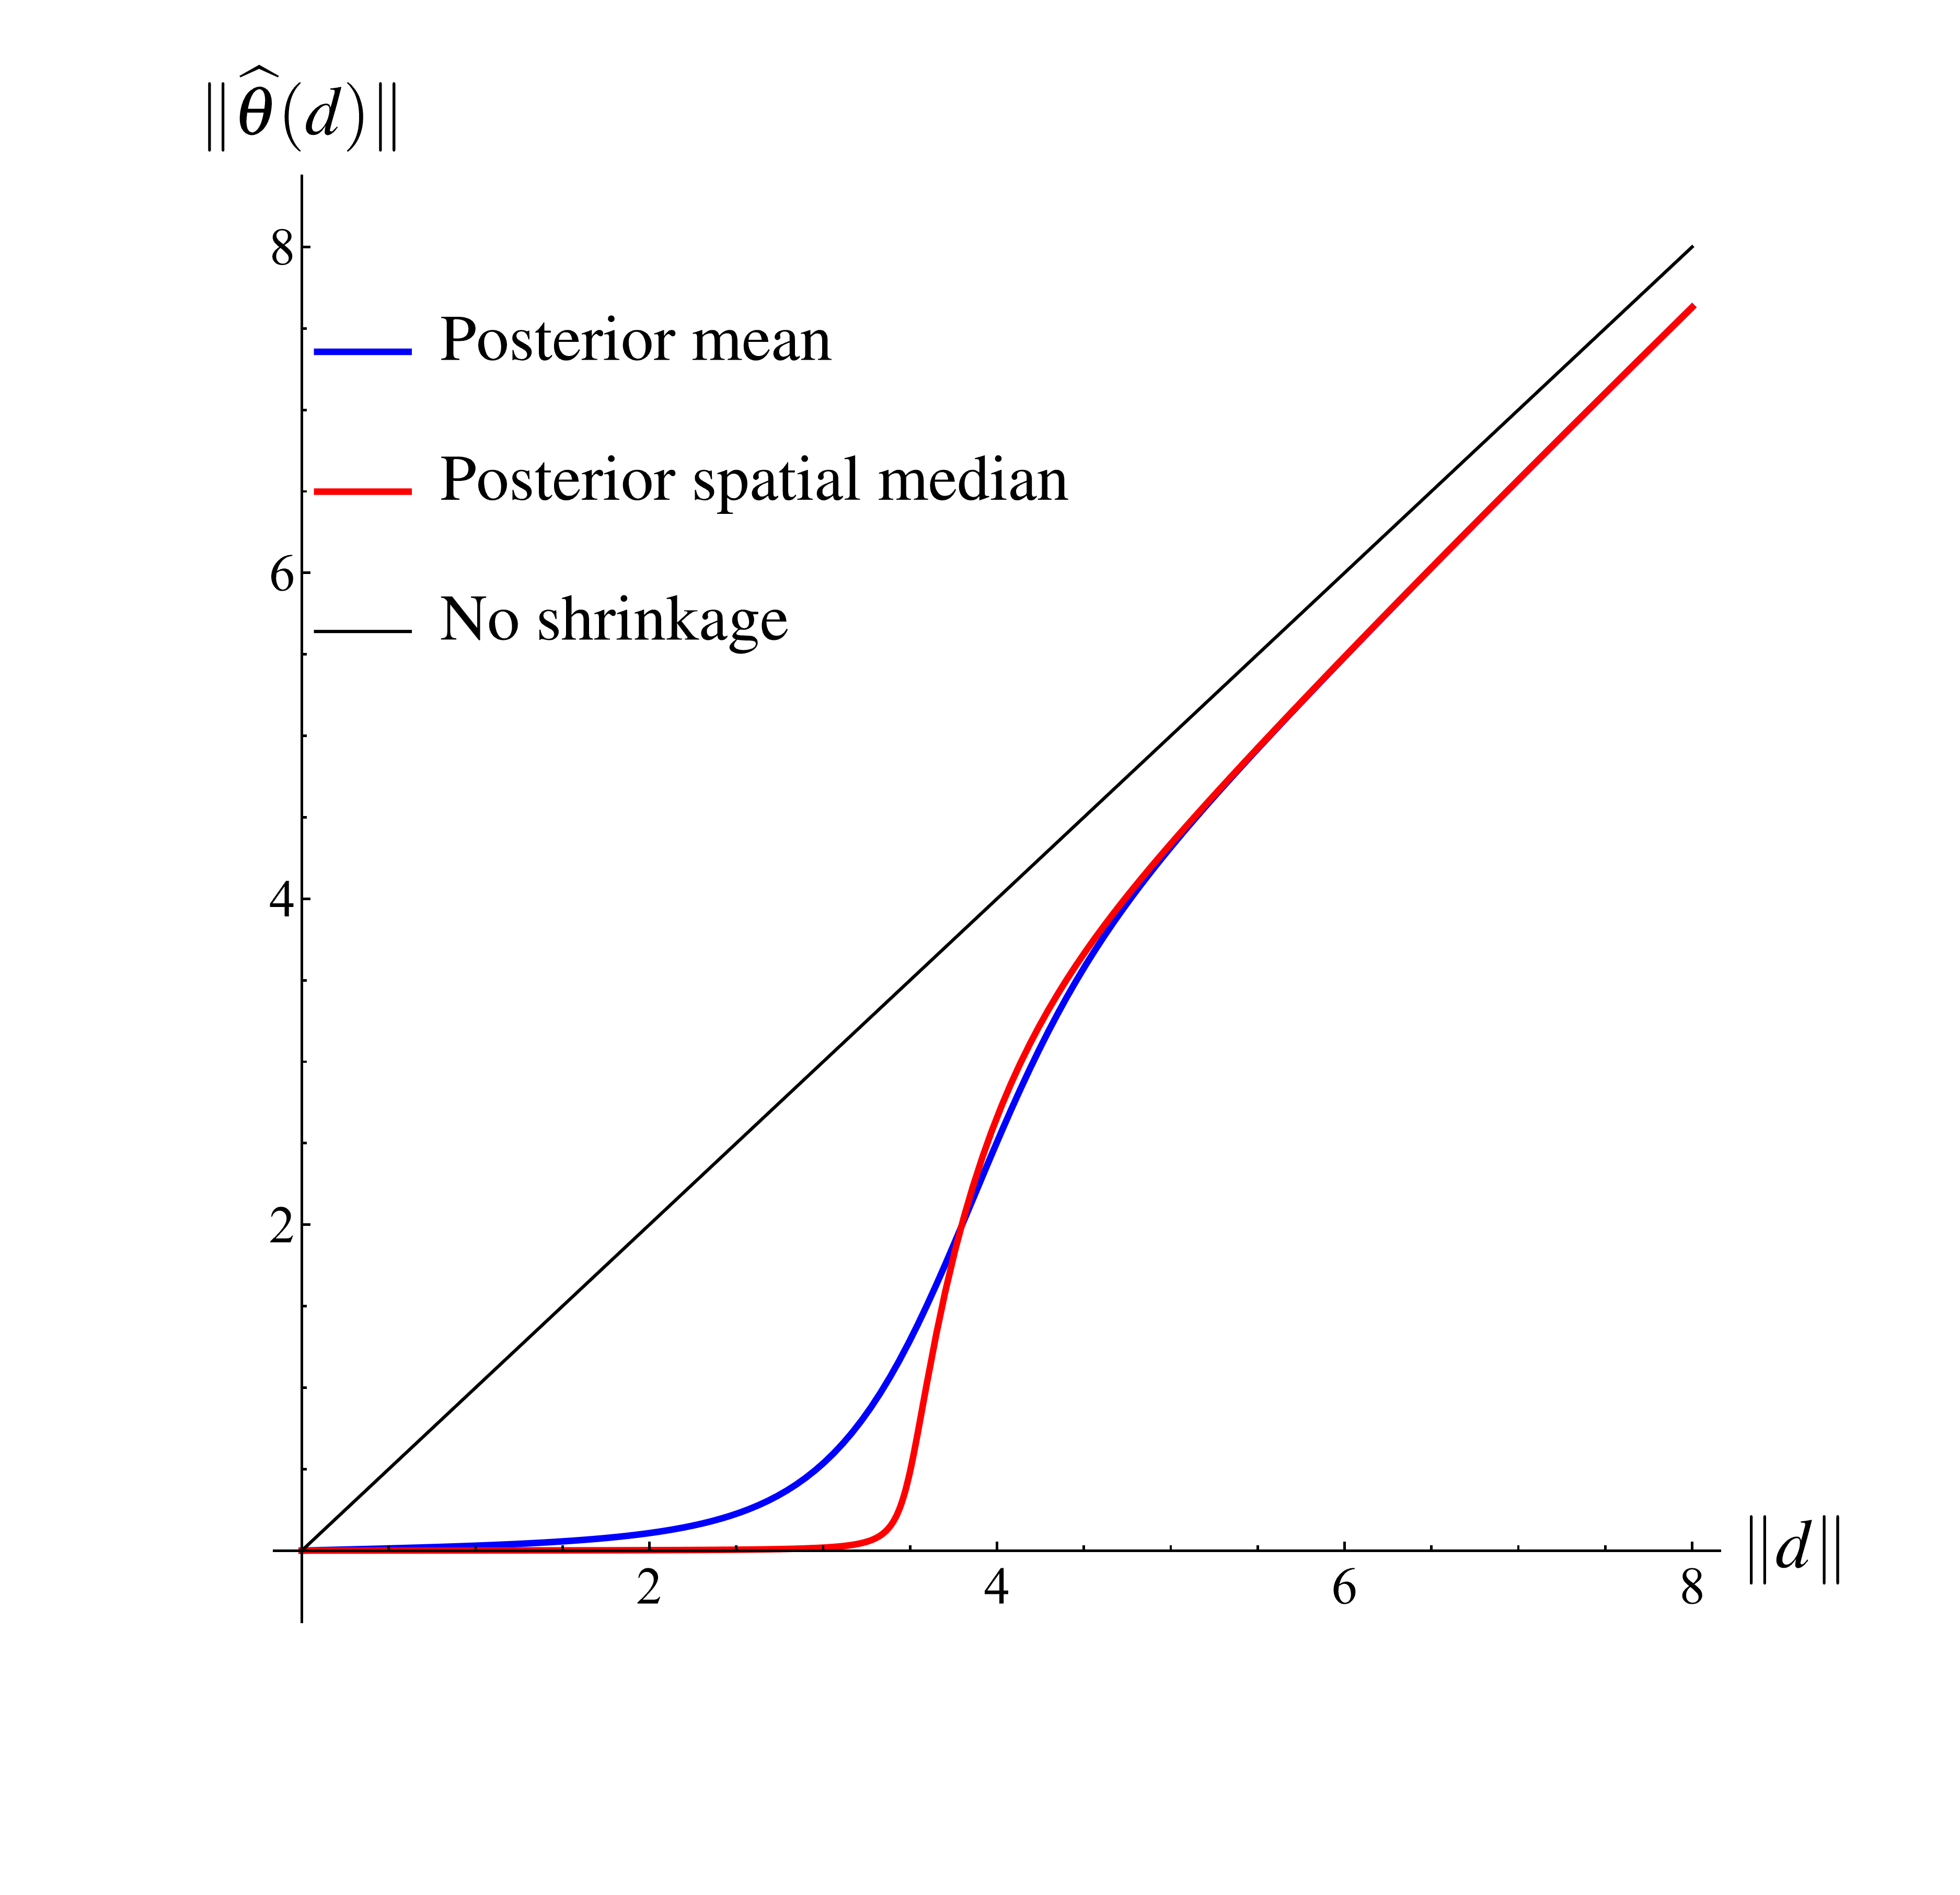 ‖θ̂(d)‖
8
Posterior mean
Posterior spatial median
6
No shrinkage
4
2
2 4 6 8 ‖d‖